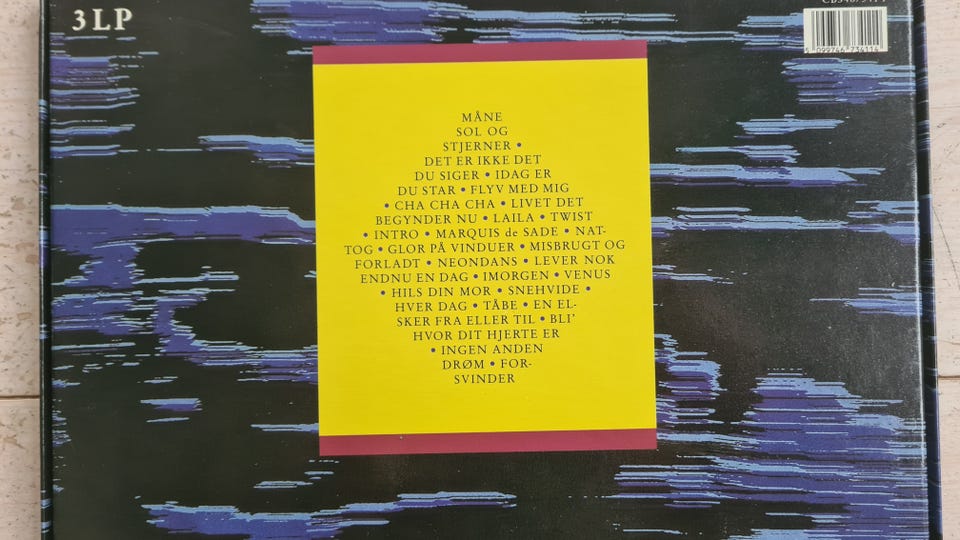 3 LP
5 099746 734114
MÅNE
SOL OG
STJERNER •
DET ER IKKE DET
DU SIGER • IDAG ER
DU STAR • FLYV MED MIG
• CHA CHA CHA • LIVET DET
BEGYNDER NU • LAILA • TWIST
• INTRO • MARQUIS de SADE • NAT-
TOG • GLOR PÅ VINDUER • MISBRUGT OG
FORLADT • NEONDANS • LEVER NOK
ENDNU EN DAG • IMORGEN • VENUS
• HILS DIN MOR • SNEHVIDE •
HVER DAG • TÅBE • EN EL-
SKER FRA ELLER TIL • BLI'
HVOR DIT HJERTE ER
• INGEN ANDEN
DRØM • FOR-
SVINDER